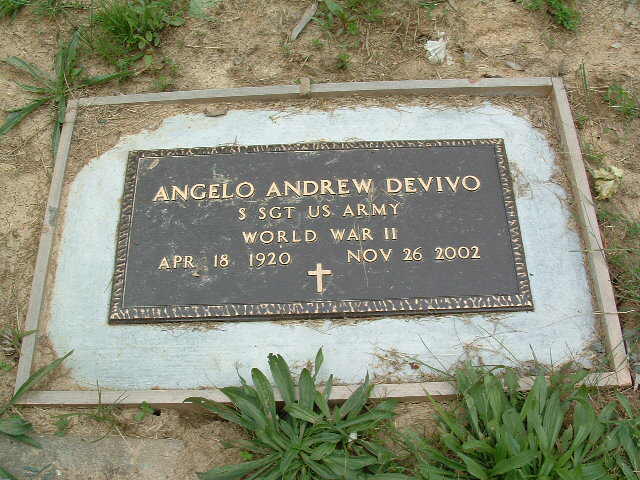 ANGELO ANDREW DEVIVO
S SGT US ARMY
WORLD WAR II
APR 18 1920 NOV 26 2002